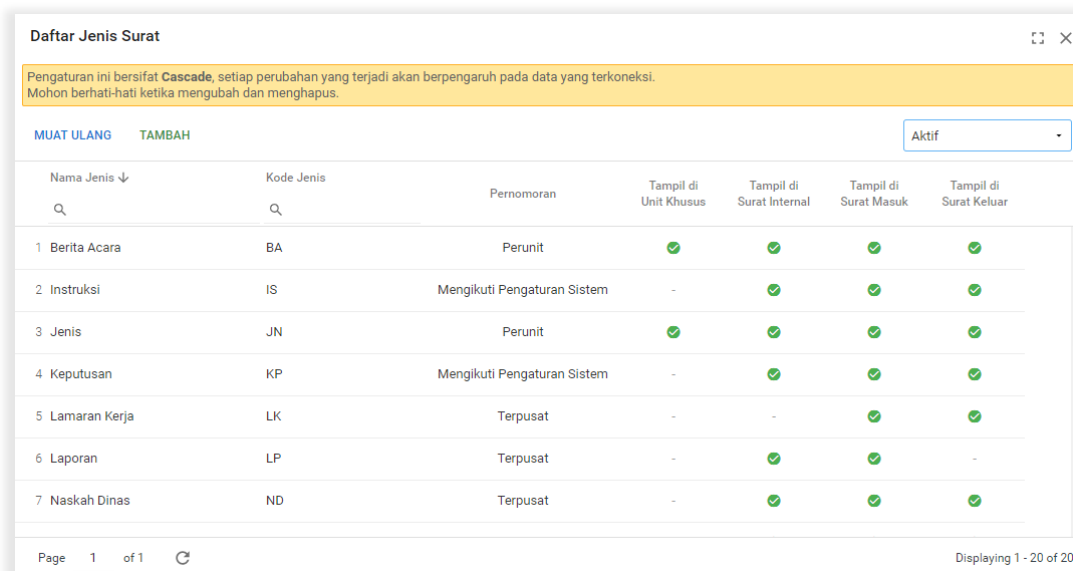 Daftar Jenis Surat
Pengaturan ini bersifat Cascade, setiap perubahan yang terjadi akan berpengaruh pada data yang terkoneksi.
Mohon berhati-hati ketika mengubah dan menghapus.
MUAT ULANG TAMBAH Aktif
Nama Jenis Kode Jenis Pernomoran Tampil di Unit Khusus Tampil di Surat Internal Tampil di Surat Masuk Tampil di Surat Keluar
1 Berita Acara BA Perunit
2 Instruksi IS Mengikuti Pengaturan Sistem -
3 Jenis JN Perunit
4 Keputusan KP Mengikuti Pengaturan Sistem -
5 Lamaran Kerja LK Terpusat - -
6 Laporan LP Terpusat - -
7 Naskah Dinas ND Terpusat -
Page 1 of 1 Displaying 1 - 20 of 20